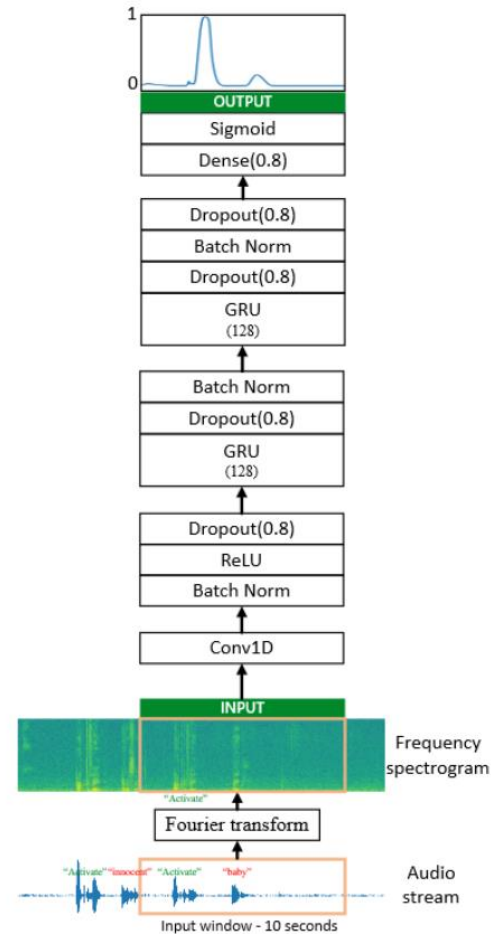 1
0
OUTPUT
Sigmoid
Dense(0.8)
Dropout(0.8)
Batch Norm
Dropout(0.8)
GRU
(128)
Batch Norm
Dropout(0.8)
GRU
(128)
Dropout(0.8)
ReLU
Batch Norm
Conv1D
INPUT
Frequency
spectrogram
"Activate"
Fourier transform
"Activate" "innocent" "Activate" "baby"
Audio
stream
Input window - 10 seconds